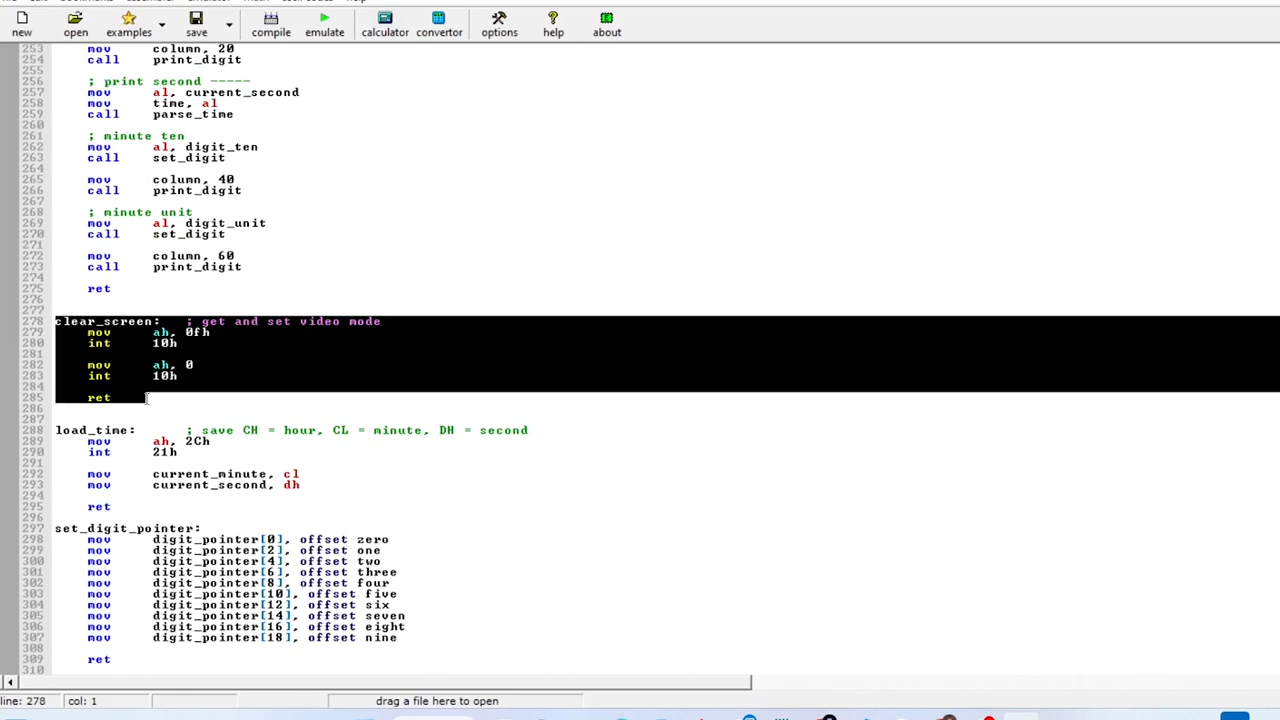 new open examples save compile emulate calculator convertor options help about
253 mov column, 20
254 call print_digit
255
256 ; print second -----
257 mov al, current_second
258 mov time, al
259 call parse_time
260
261 ; minute ten
262 mov al, digit_ten
263 call set_digit
264
265 mov column, 40
266 call print_digit
267
268 ; minute unit
269 mov al, digit_unit
270 call set_digit
271
272 mov column, 60
273 call print_digit
274
275 ret
276
277
278 clear_screen: ; get and set video mode
279 mov ah, 0fh
280 int 10h
281
282 mov ah, 0
283 int 10h
284
285 ret
286
287
288 load_time: ; save CH = hour, CL = minute, DH = second
289 mov ah, 2Ch
290 int 21h
291
292 mov current_minute, cl
293 mov current_second, dh
294
295 ret
296
297 set_digit_pointer:
298 mov digit_pointer[0], offset zero
299 mov digit_pointer[2], offset one
300 mov digit_pointer[4], offset two
301 mov digit_pointer[6], offset three
302 mov digit_pointer[8], offset four
303 mov digit_pointer[10], offset five
304 mov digit_pointer[12], offset six
305 mov digit_pointer[14], offset seven
306 mov digit_pointer[16], offset eight
307 mov digit_pointer[18], offset nine
308
309 ret
310
line: 278 col: 1 drag a file here to open